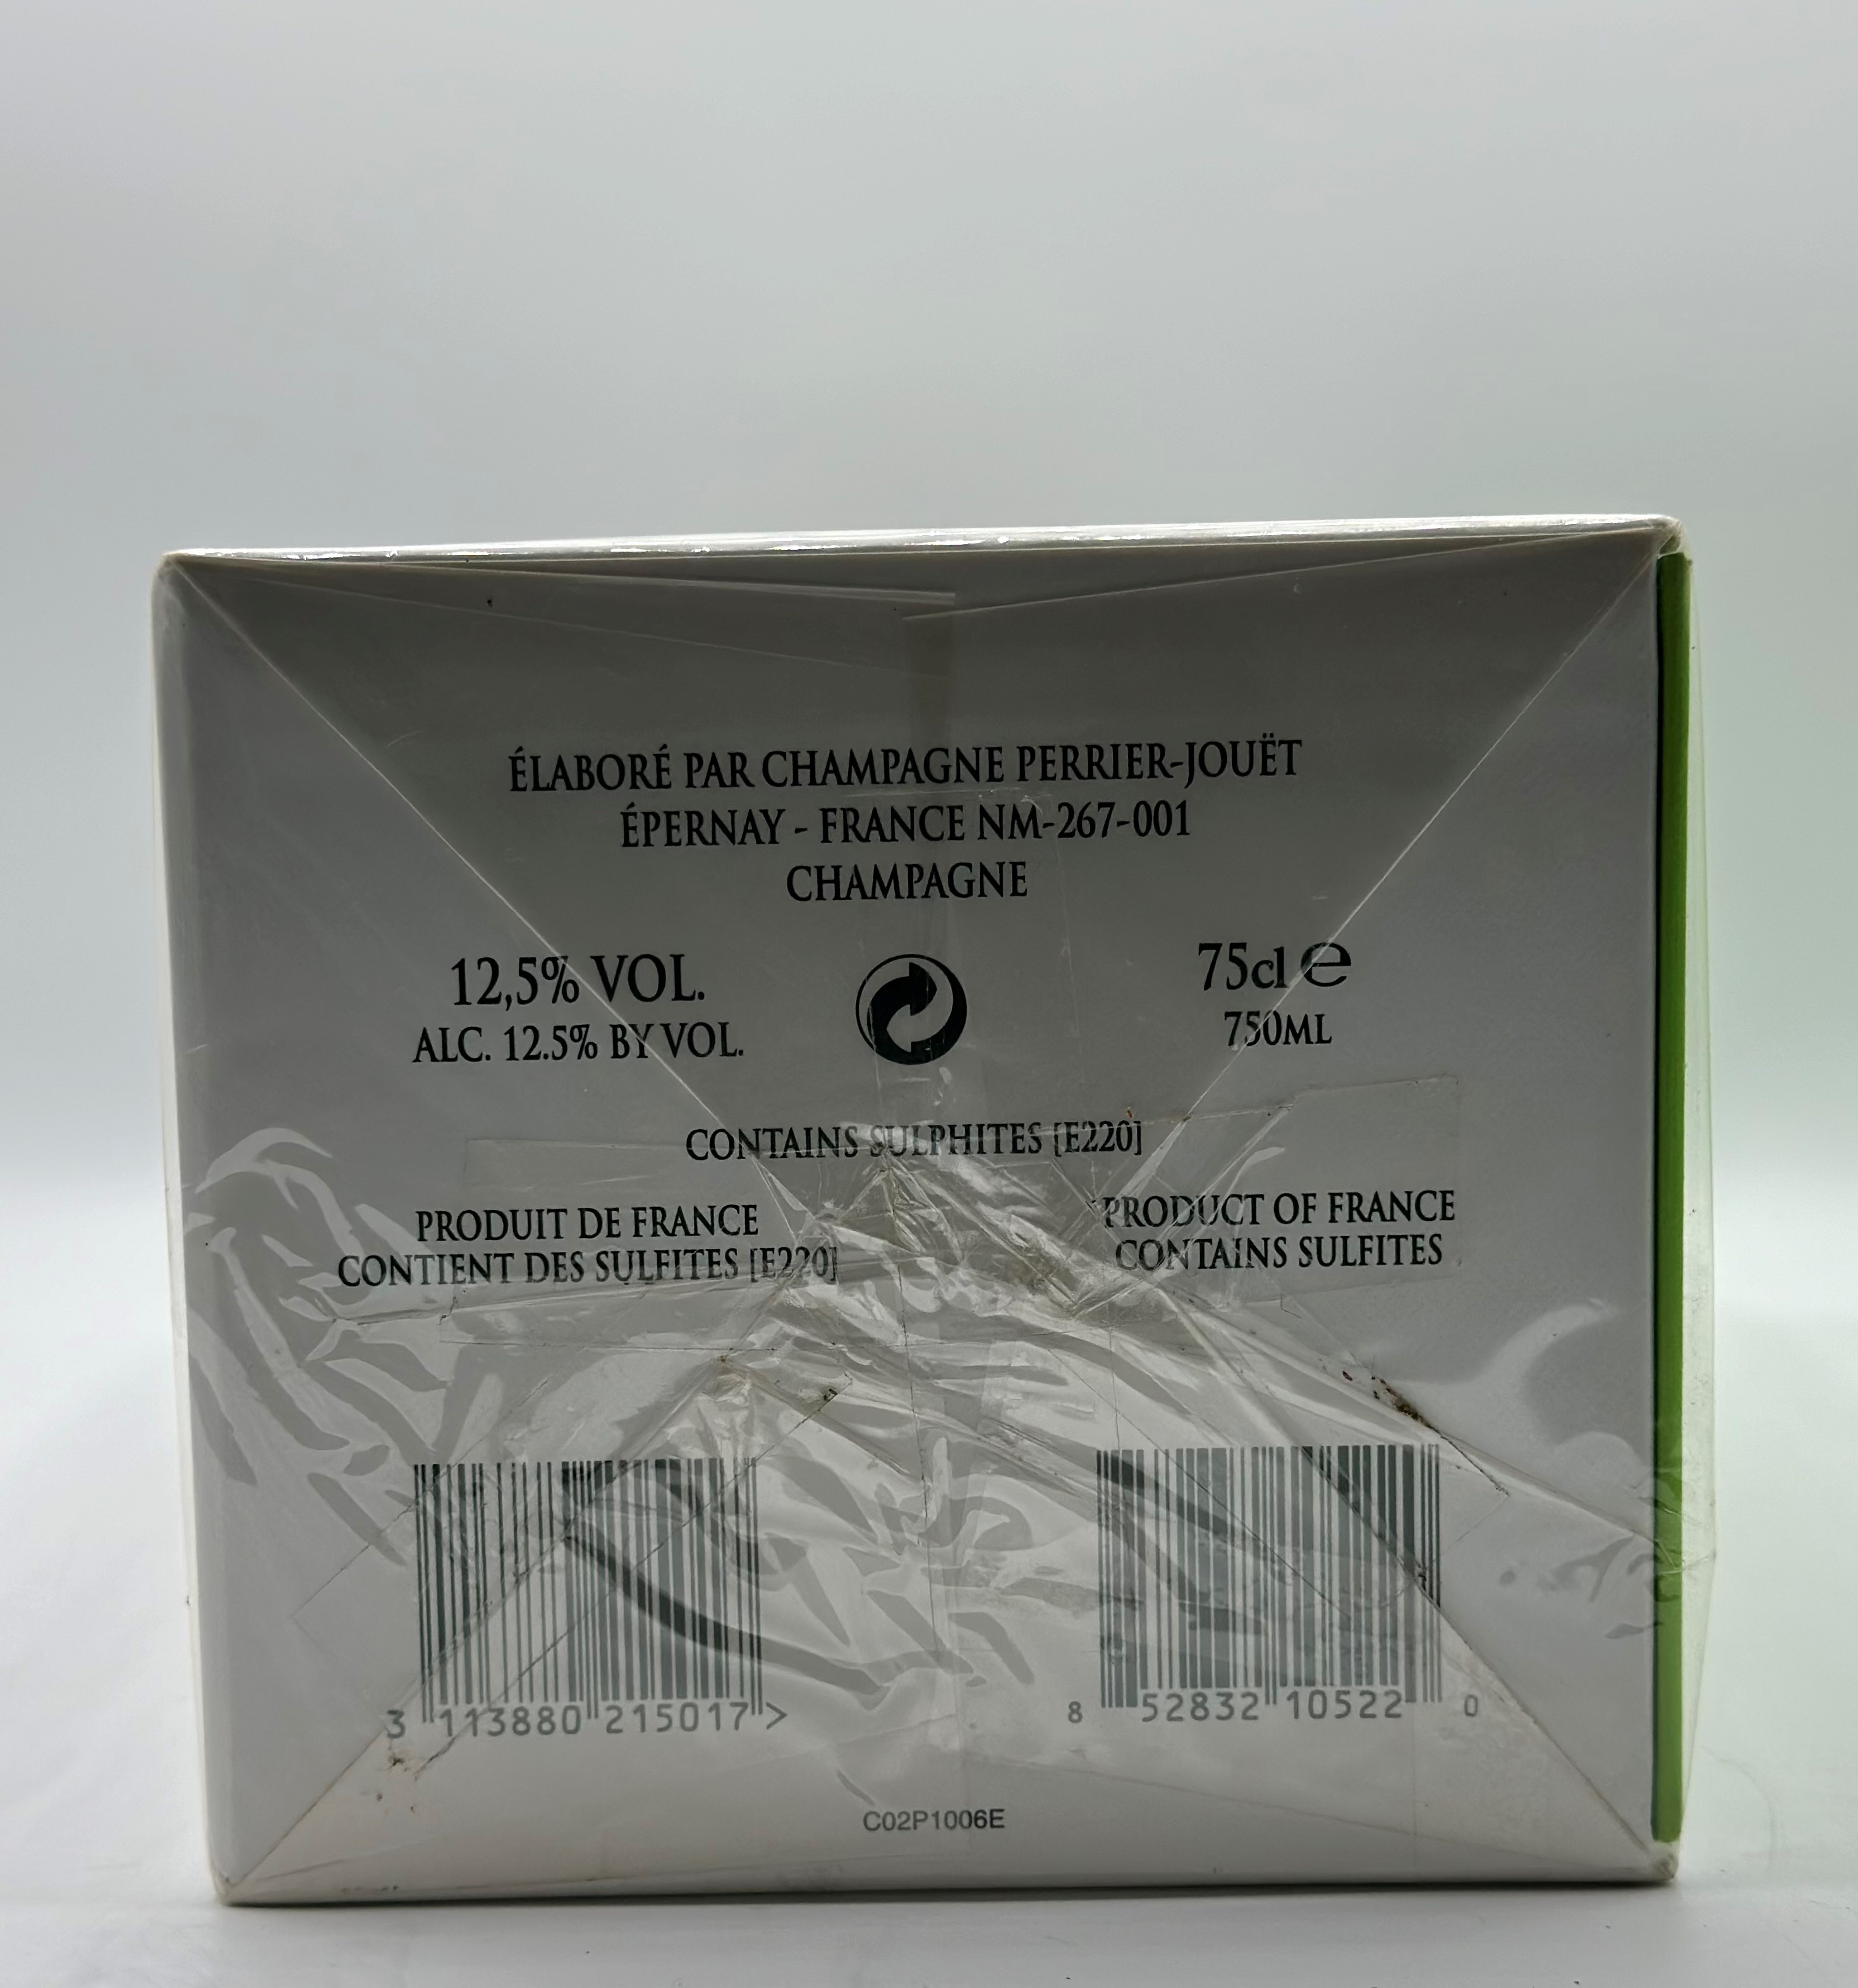 ÉLABORÉ PAR CHAMPAGNE PERRIER-JOUËT
ÉPERNAY - FRANCE NM-267-001
CHAMPAGNE
12,5% VOL.
ALC. 12.5% BY VOL.
75cl e
750ML
CONTAINS SULPHITES [E220]
PRODUIT DE FRANCE
CONTIENT DES SULFITES [E220]
PRODUCT OF FRANCE
CONTAINS SULFITES
3 113880 215017 >
8 52832 10522 0
C02P1006E